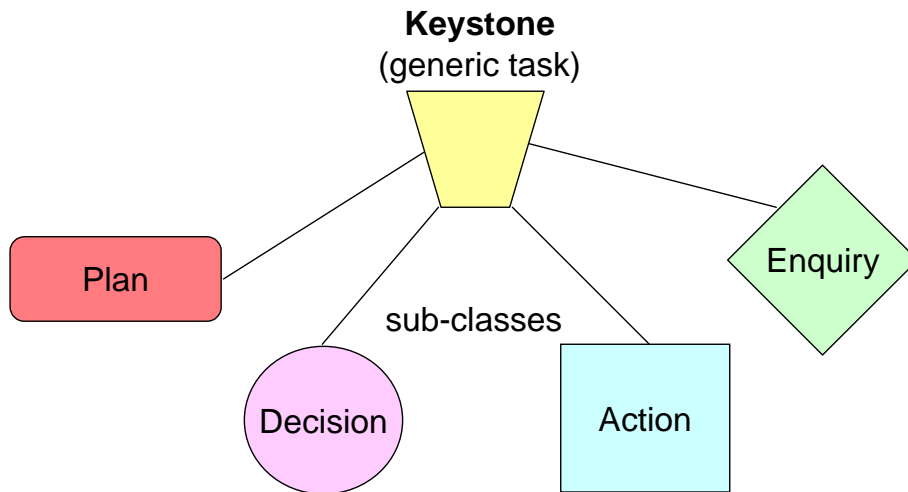 Keystone
(generic task)
Plan
Enquiry
sub-classes
Decision
Action